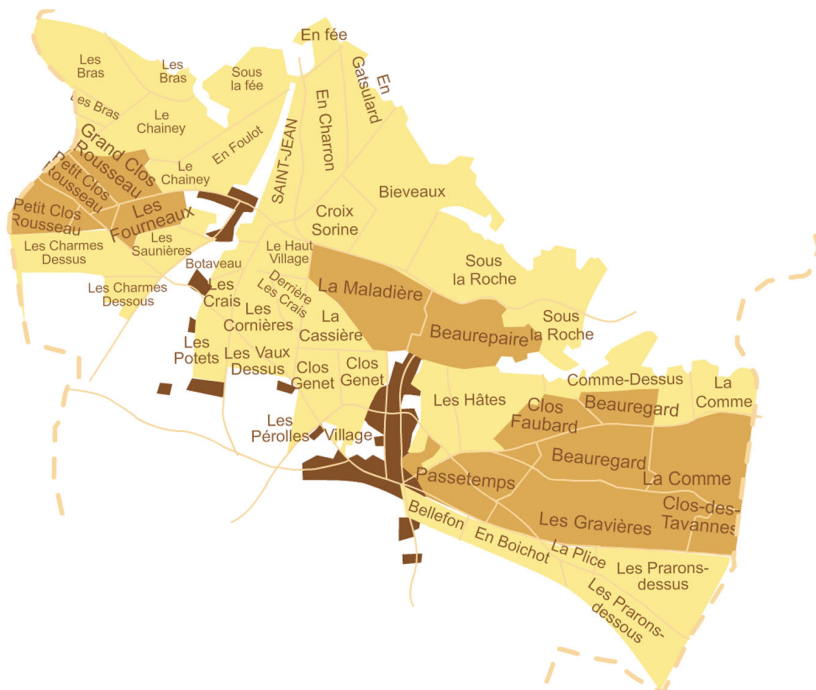 En fée
Les
Bras
Les
Bras
Sous
la fée
En
Gatsulard
Les Bras
Le
Chainey
En Charron
Grand Clos
Rousseau
En Foulot
SAINT-JEAN
Petit Clos
Rousseau
Le
Chainey
Bieveaux
Petit Clos
Rousseau
Les
Fourneaux
Croix
Sorine
Les Charmes
Dessus
Les
Saunières
Le Haut
Village
Sous
la Roche
Botaveau
Les Charmes
Dessous
Les
Crais
Derrière
Les Crais
La Maladière
Les
Cornières
La
Cassière
Beaurepaire
Sous
la Roche
Les
Potets
Les Vaux
Dessus
Clos
Genet
Clos
Genet
Comme-Dessus
La
Comme
Les Hâtes
Clos
Faubard
Beauregard
Les
Pérolles
Village
Beauregard
Passetemps
La Comme
Clos-des-
Tavannes
Bellefon
Les Gravières
En Boichot
La Plice
Les Prarons-
dessus
Les Prarons-
dessous